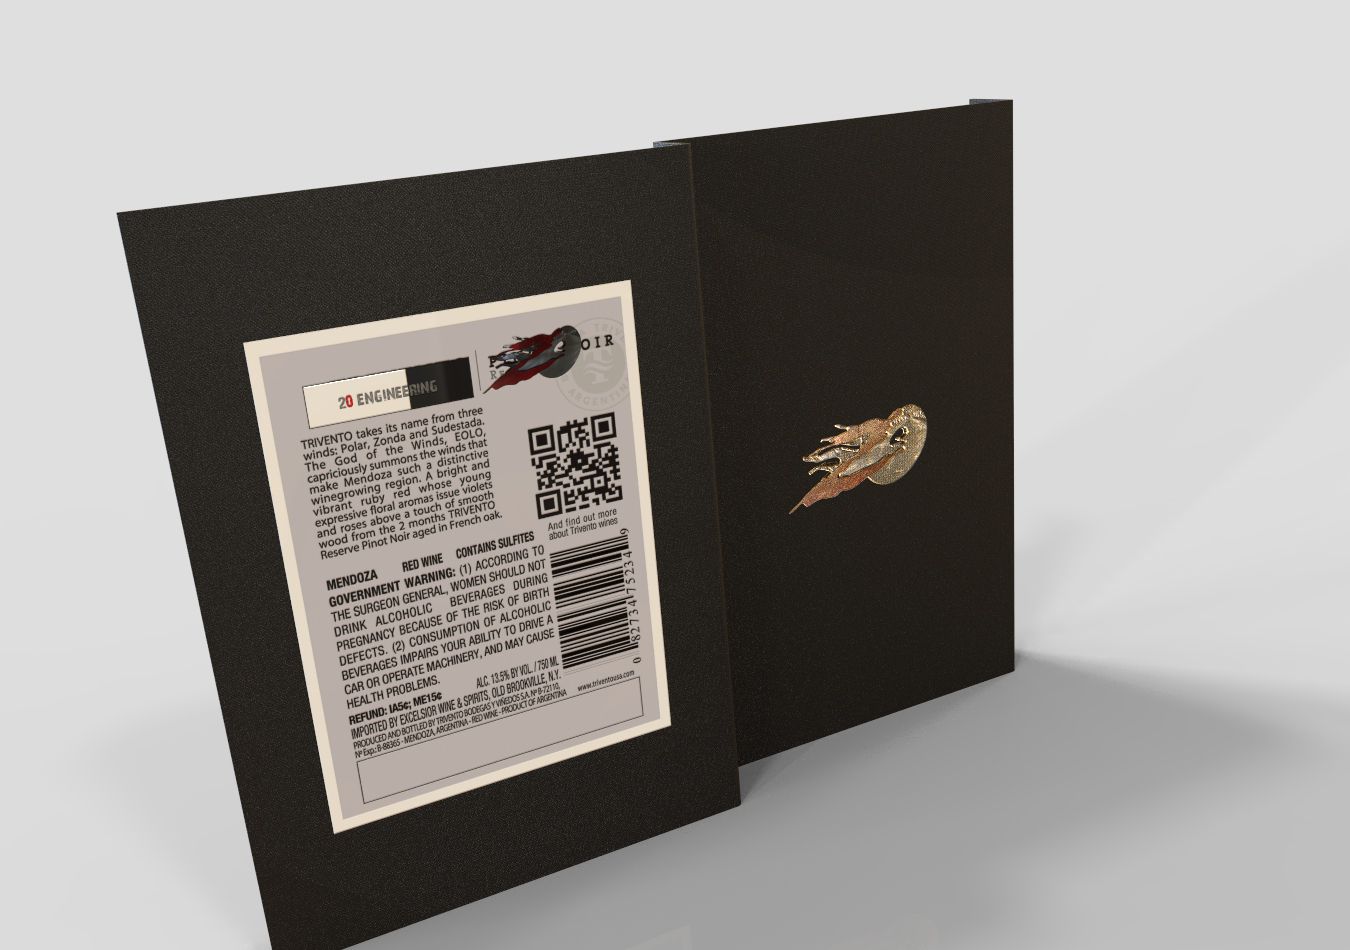 20 ENGINEERING
OIR
TRIVENTO takes its name from three
winds: Polar, Zonda and Sudestada.
The God of the Winds, EOLO,
capriciously summons the winds that
make Mendoza such a distinctive
winegrowing region. A bright and
vibrant ruby red whose young
expressive floral aromas issue violets
and roses above a touch of smooth
wood from the 2 months TRIVENTO
Reserve Pinot Noir aged in French oak.
And find out more
about Trivento wines
MENDOZA RED WINE CONTAINS SULFITES
GOVERNMENT WARNING: (1) ACCORDING TO
THE SURGEON GENERAL, WOMEN SHOULD NOT
DRINK ALCOHOLIC BEVERAGES DURING
PREGNANCY BECAUSE OF THE RISK OF BIRTH
DEFECTS. (2) CONSUMPTION OF ALCOHOLIC
BEVERAGES IMPAIRS YOUR ABILITY TO DRIVE A
CAR OR OPERATE MACHINERY, AND MAY CAUSE
HEALTH PROBLEMS.
0 82734 75234 9
REFUND: IA5¢; ME15¢ ALC. 13.5% BY VOL. / 750 ML
IMPORTED BY EXCELSIOR WINE & SPIRITS, OLD BROOKVILLE, N.Y.
PRODUCED AND BOTTLED BY TRIVENTO BODEGAS Y VIÑEDOS S.A. Nº B-72110,
Nº Exp.: B-88365 - MENDOZA, ARGENTINA - RED WINE - PRODUCT OF ARGENTINA
www.triventousa.com